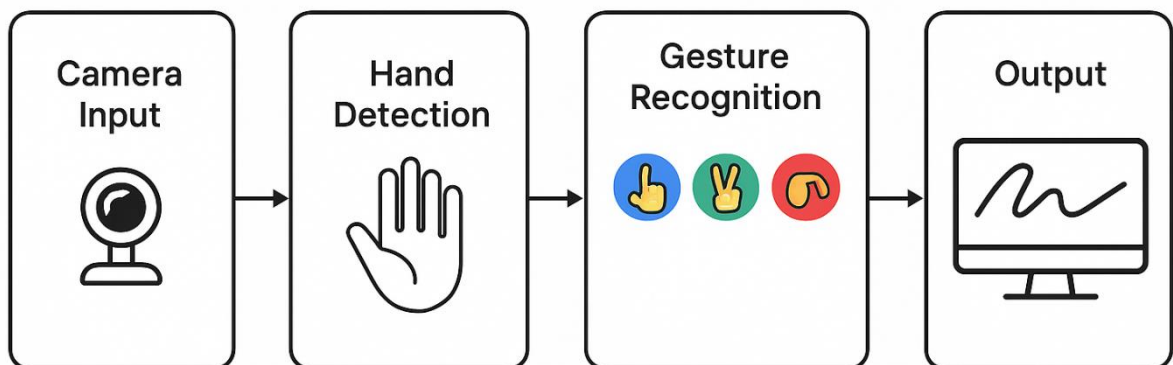 Camera
Input
Hand
Detection
Gesture
Recognition
Output